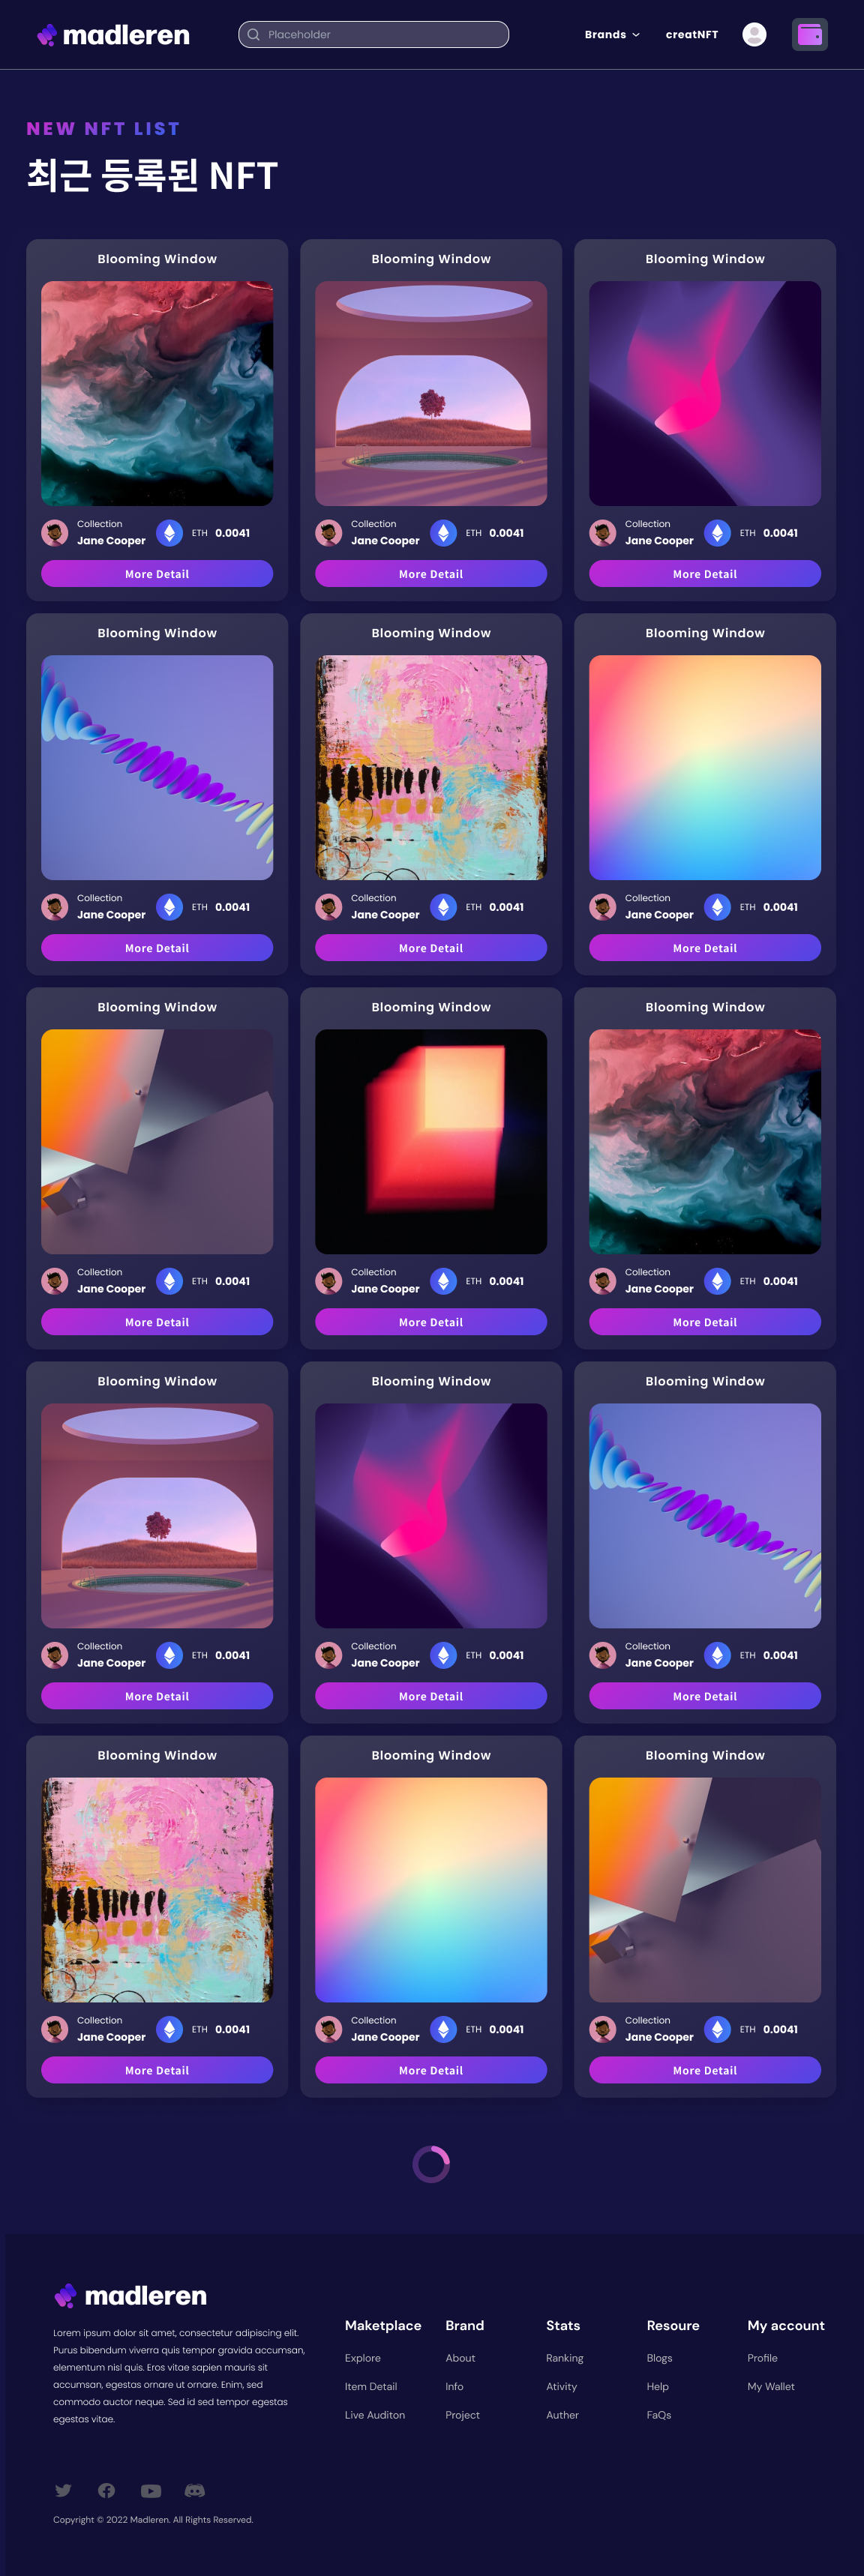 madleren
Placeholder
Brands
creatNFT
NEW NFT LIST
최근 등록된 NFT
Blooming Window
Blooming Window
Blooming Window
Collection
Jane Cooper
ETH 0.0041
Collection
Jane Cooper
ETH 0.0041
Collection
Jane Cooper
ETH 0.0041
More Detail
More Detail
More Detail
Blooming Window
Blooming Window
Blooming Window
Collection
Jane Cooper
ETH 0.0041
Collection
Jane Cooper
ETH 0.0041
Collection
Jane Cooper
ETH 0.0041
More Detail
More Detail
More Detail
Blooming Window
Blooming Window
Blooming Window
Collection
Jane Cooper
ETH 0.0041
Collection
Jane Cooper
ETH 0.0041
Collection
Jane Cooper
ETH 0.0041
More Detail
More Detail
More Detail
Blooming Window
Blooming Window
Blooming Window
Collection
Jane Cooper
ETH 0.0041
Collection
Jane Cooper
ETH 0.0041
Collection
Jane Cooper
ETH 0.0041
More Detail
More Detail
More Detail
Blooming Window
Blooming Window
Blooming Window
Collection
Jane Cooper
ETH 0.0041
Collection
Jane Cooper
ETH 0.0041
Collection
Jane Cooper
ETH 0.0041
More Detail
More Detail
More Detail
madleren
Lorem ipsum dolor sit amet, consectetur adipiscing elit.
Purus bibendum viverra quis tempor gravida accumsan,
elementum nisl quis. Eros vitae sapien mauris sit
accumsan, egestas ornare ut ornare. Enim, sed
commodo auctor neque. Sed id sed tempor egestas
egestas vitae.
Maketplace
Explore
Item Detail
Live Auditon
Brand
About
Info
Project
Stats
Ranking
Ativity
Auther
Resoure
Blogs
Help
FaQs
My account
Profile
My Wallet
Copyright © 2022 Madleren. All Rights Reserved.